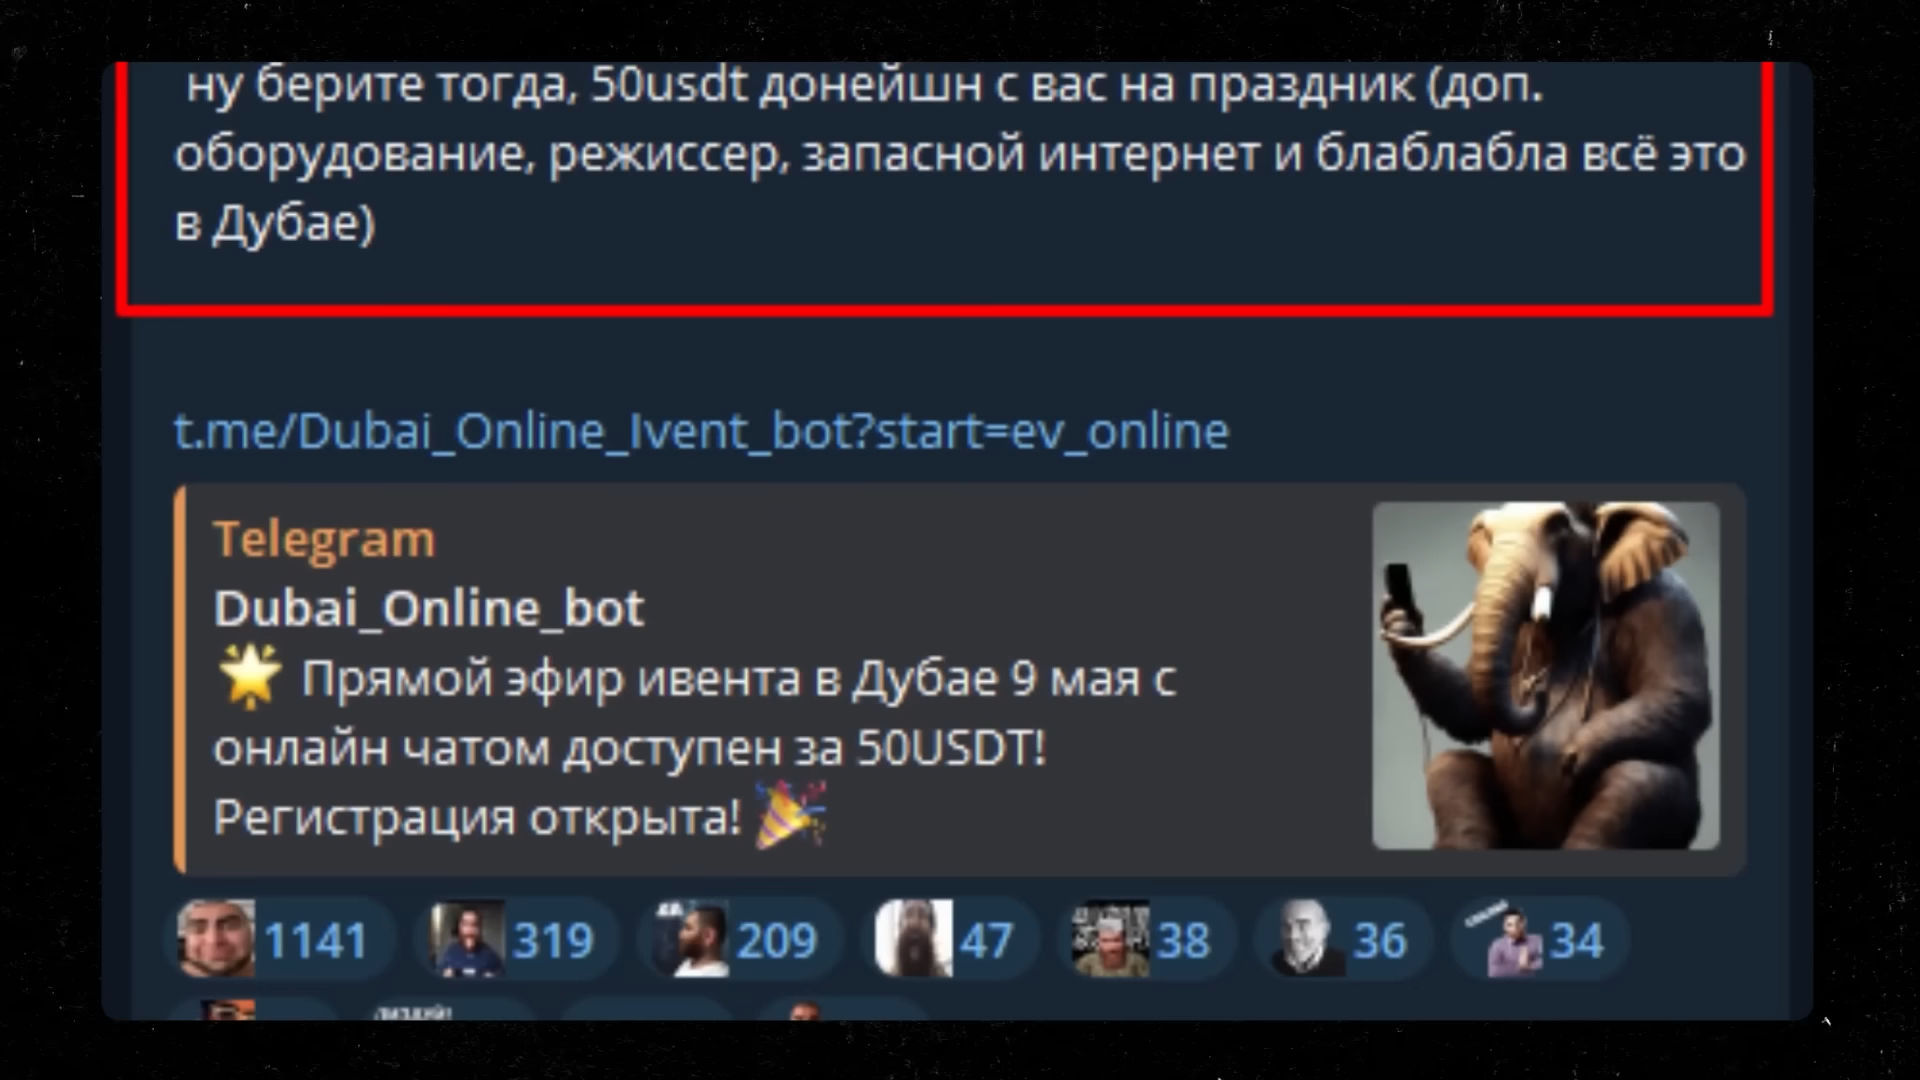 ну берите тогда, 50usdt донейшн с вас на праздник (доп.
оборудование, режиссер, запасной интернет и блаблабла всё это
в Дубае)
t.me/Dubai_Online_Ivent_bot?start=ev_online
Telegram
Dubai_Online_bot
🌟 Прямой эфир ивента в Дубае 9 мая с
онлайн чатом доступен за 50USDT!
Регистрация открыта! 🎉
1141 319 209 47 38 36 34